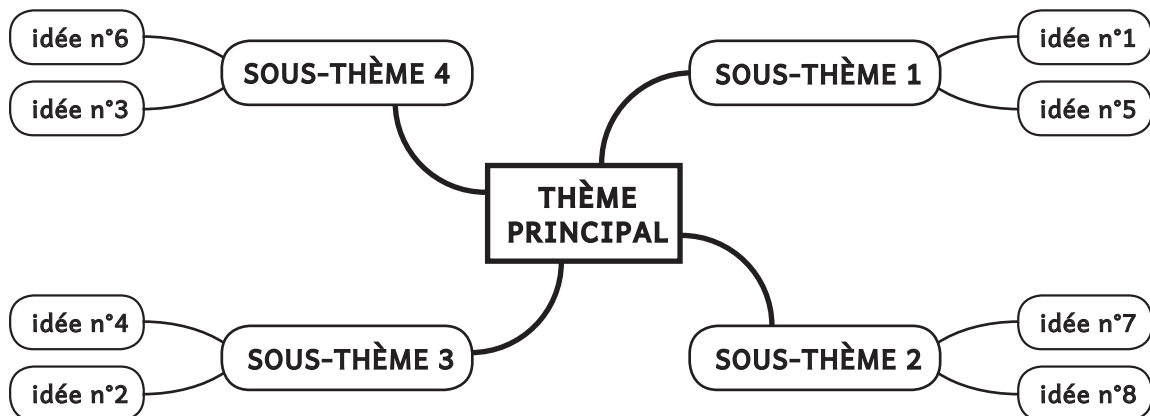 idée n°6
idée n°3
SOUS-THÈME 4
SOUS-THÈME 1
idée n°1
idée n°5
THÈME
PRINCIPAL
idée n°4
idée n°2
SOUS-THÈME 3
SOUS-THÈME 2
idée n°7
idée n°8